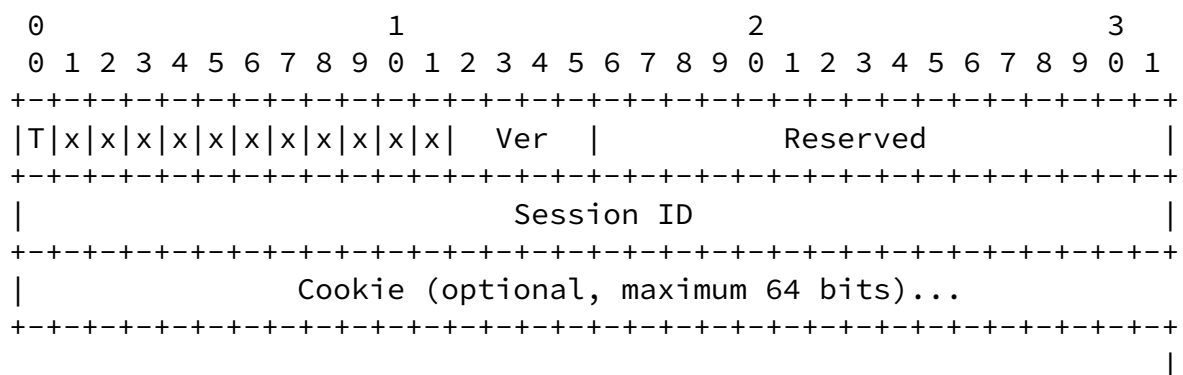 0                   1                   2                   3
 0 1 2 3 4 5 6 7 8 9 0 1 2 3 4 5 6 7 8 9 0 1 2 3 4 5 6 7 8 9 0 1
+-+-+-+-+-+-+-+-+-+-+-+-+-+-+-+-+-+-+-+-+-+-+-+-+-+-+-+-+-+-+-+-+
|T|x|x|x|x|x|x|x|x|x|x|x|  Ver  |          Reserved             |
+-+-+-+-+-+-+-+-+-+-+-+-+-+-+-+-+-+-+-+-+-+-+-+-+-+-+-+-+-+-+-+-+
|                           Session ID                          |
+-+-+-+-+-+-+-+-+-+-+-+-+-+-+-+-+-+-+-+-+-+-+-+-+-+-+-+-+-+-+-+-+
|               Cookie (optional, maximum 64 bits)...
+-+-+-+-+-+-+-+-+-+-+-+-+-+-+-+-+-+-+-+-+-+-+-+-+-+-+-+-+-+-+-+-+
                                                                |